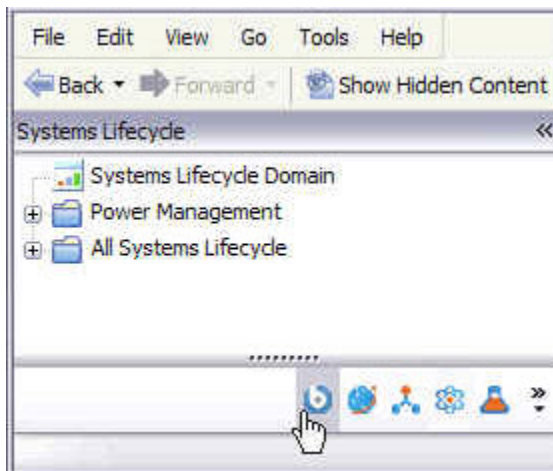 File Edit View Go Tools Help
Back Forward Show Hidden Content
Systems Lifecycle
Systems Lifecycle Domain
Power Management
All Systems Lifecycle